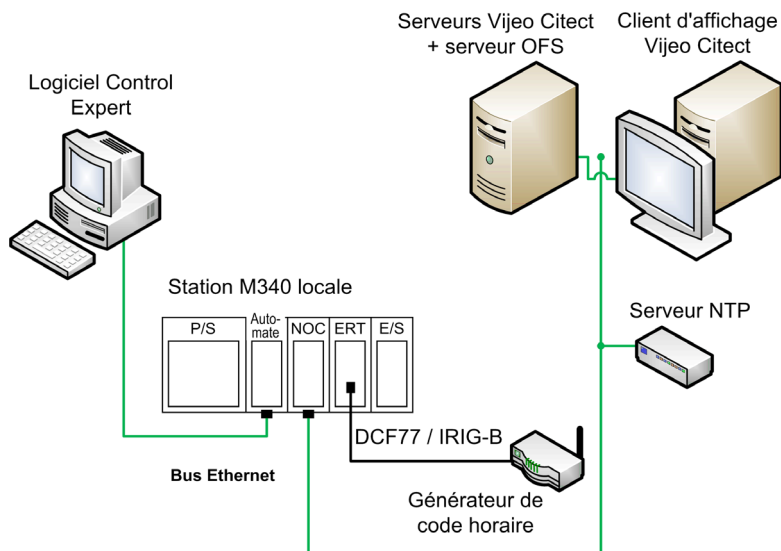 Serveurs Vijeo Citect
+ serveur OFS
Client d'affichage
Vijeo Citect
Logiciel Control
Expert
Station M340 locale
P/S
Auto-
mate
NOC
ERT
E/S
Serveur NTP
DCF77 / IRIG-B
Bus Ethernet
Générateur de
code horaire